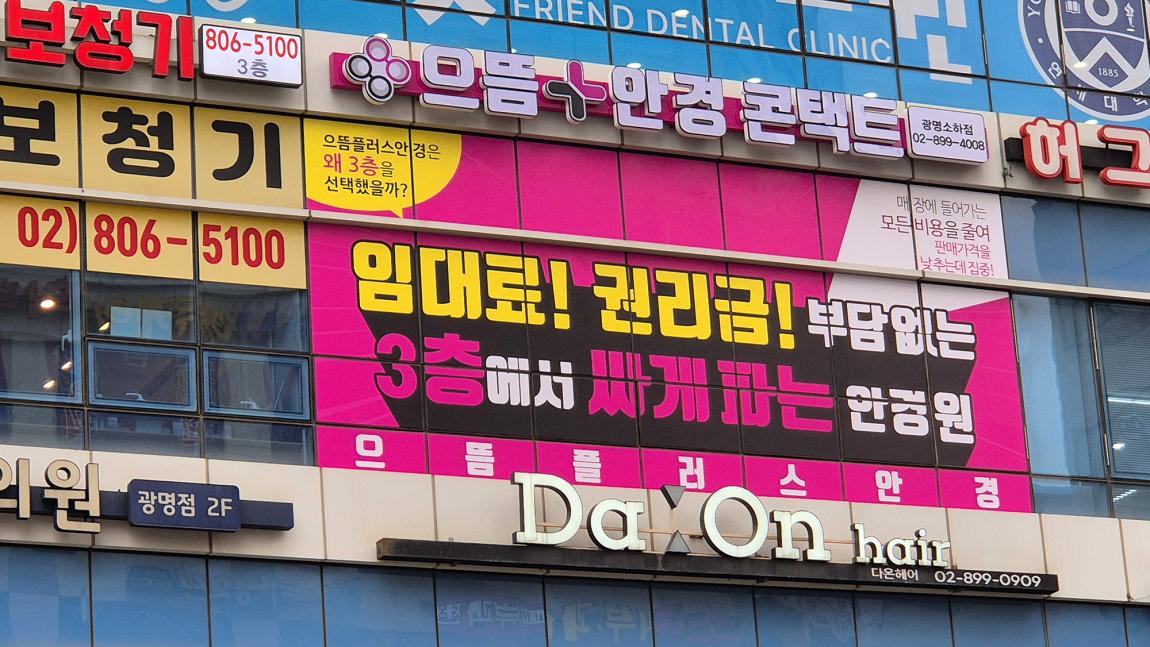 FRIEND DENTAL CLINIC
1885
보청기
806-5100
3층
으뜸+안경 콘택트
광명소하점
02-899-4008
허그
보청기
02) 806-5100
으뜸플러스안경은
왜 3층을
선택했을까?
매장에 들어가는
모든 비용을 줄여
판매가격을
낮추는데 집중!
임대료! 권리금! 부담없는
3층에서 싸게 파는 안경원
으뜸플러스안경
의원
광명점 2F
DaOn hair
다온헤어 02-899-0909